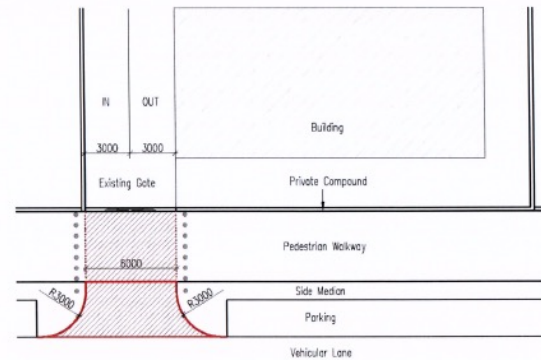 IN
OUT
Building
3000
3000
Existing Gate
Private Compound
6000
Pedestrian Walkway
Side Median
R3000
R3000
Parking
Vehicular Lane